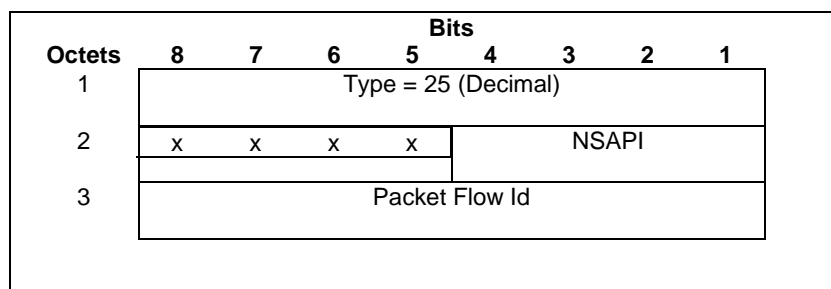 Bits
Octets 8 7 6 5 4 3 2 1
1 Type = 25 (Decimal)
2 x x x x NSAPI
3 Packet Flow Id